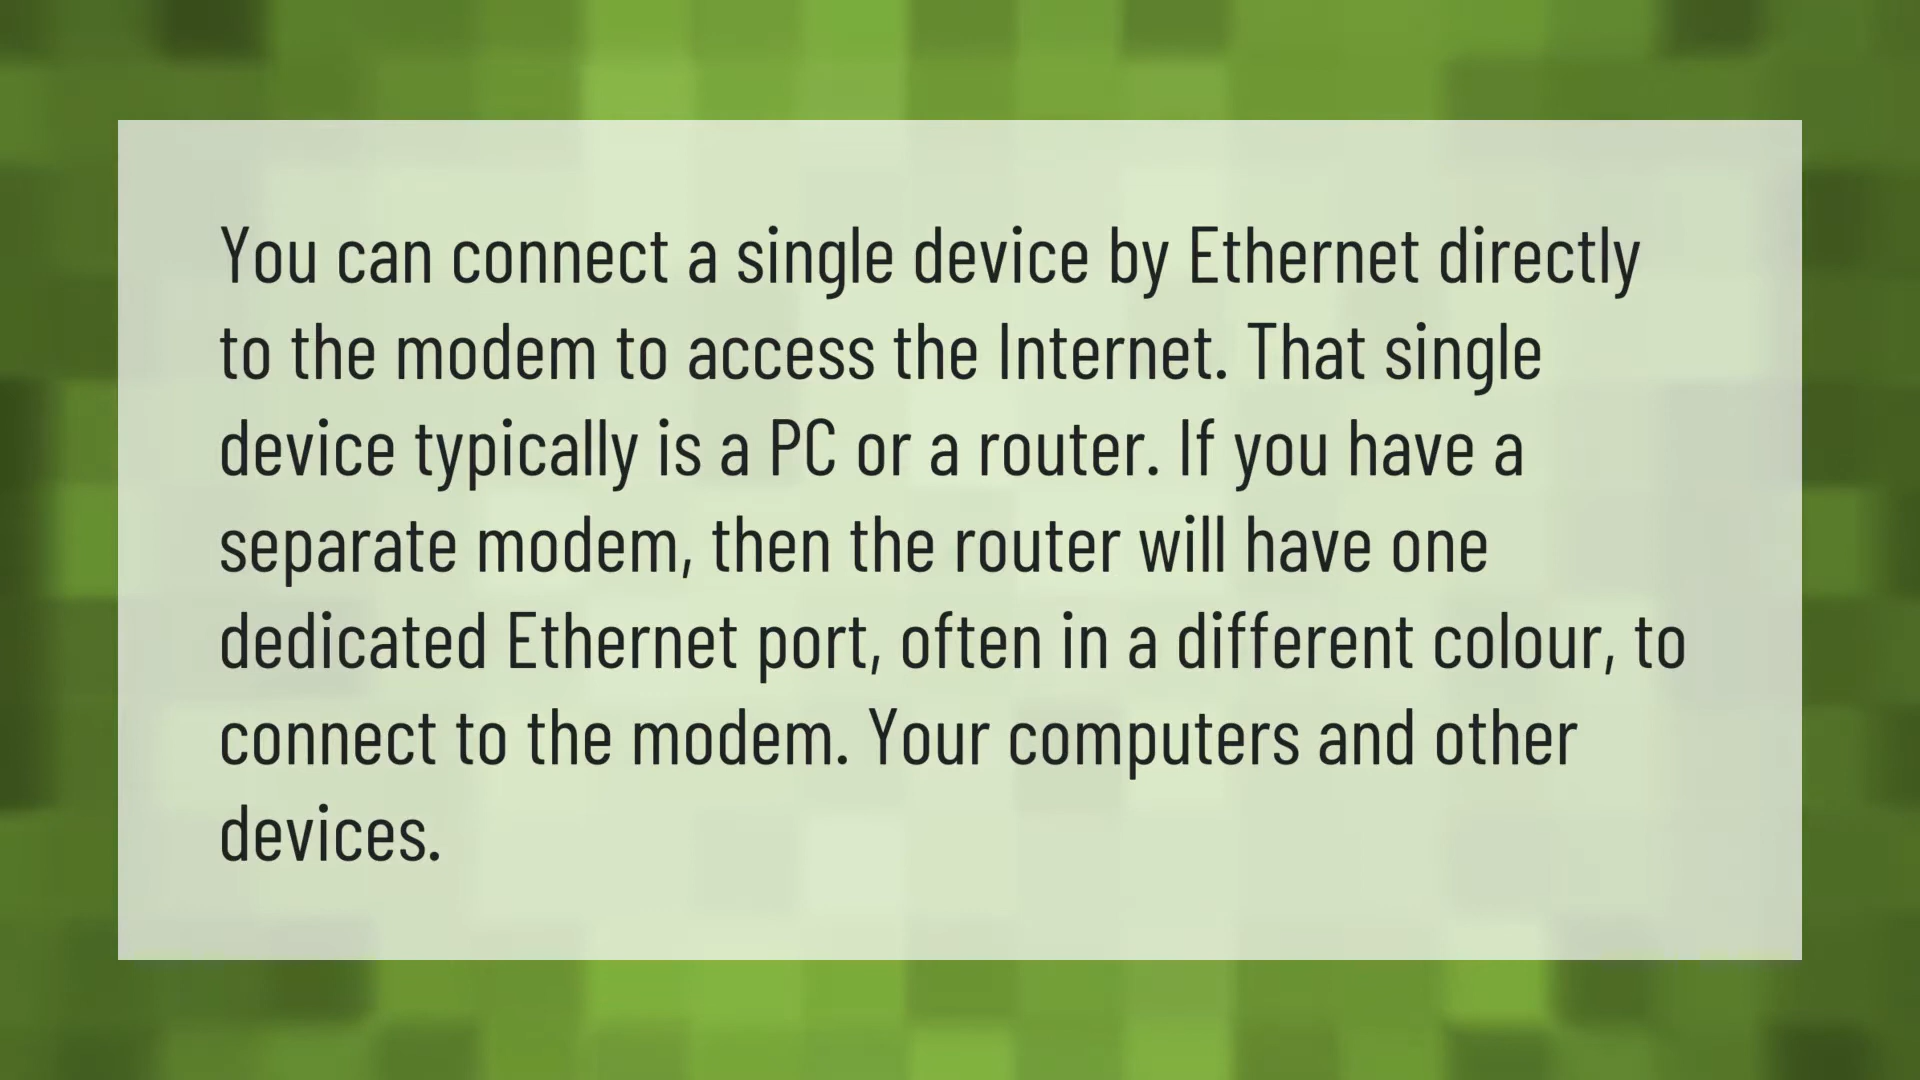 You can connect a single device by Ethernet directly
to the modem to access the Internet. That single
device typically is a PC or a router. If you have a
separate modem, then the router will have one
dedicated Ethernet port, often in a different colour, to
connect to the modem. Your computers and other
devices.